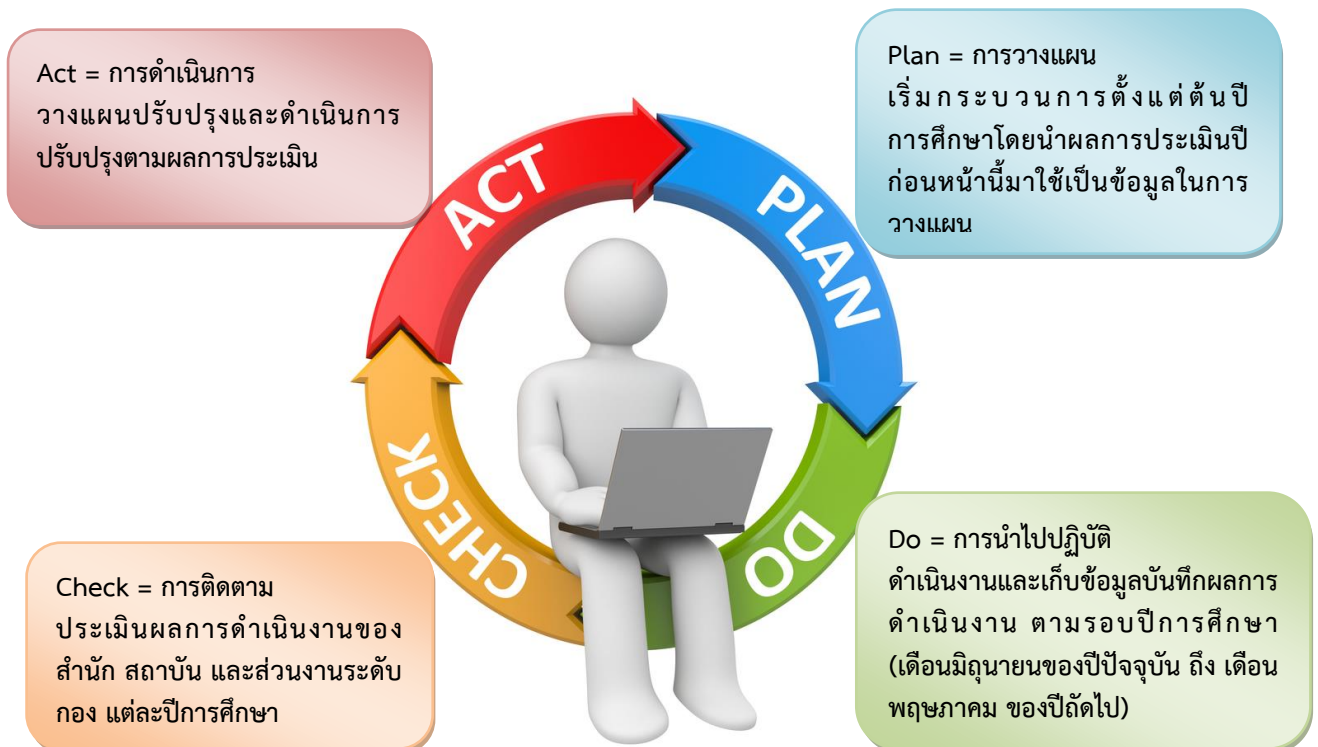 Act = การดำเนินการ
วางแผนปรับปรุงและดำเนินการ
ปรับปรุงตามผลการประเมิน
Plan = การวางแผน
เริ่มกระบวนการตั้งแต่ต้นปี
การศึกษาโดยนำผลการประเมินปี
ก่อนหน้านี้มาใช้เป็นข้อมูลในการ
วางแผน
ACT
PLAN
CHECK
DO
Check = การติดตาม
ประเมินผลการดำเนินงานของ
สำนัก สถาบัน และส่วนงานระดับ
กอง แต่ละปีการศึกษา
Do = การนำไปปฏิบัติ
ดำเนินงานและเก็บข้อมูลบันทึกผลการ
ดำเนินงาน ตามรอบปีการศึกษา
(เดือนมิถุนายนของปีปัจจุบัน ถึง เดือน
พฤษภาคม ของปีถัดไป)